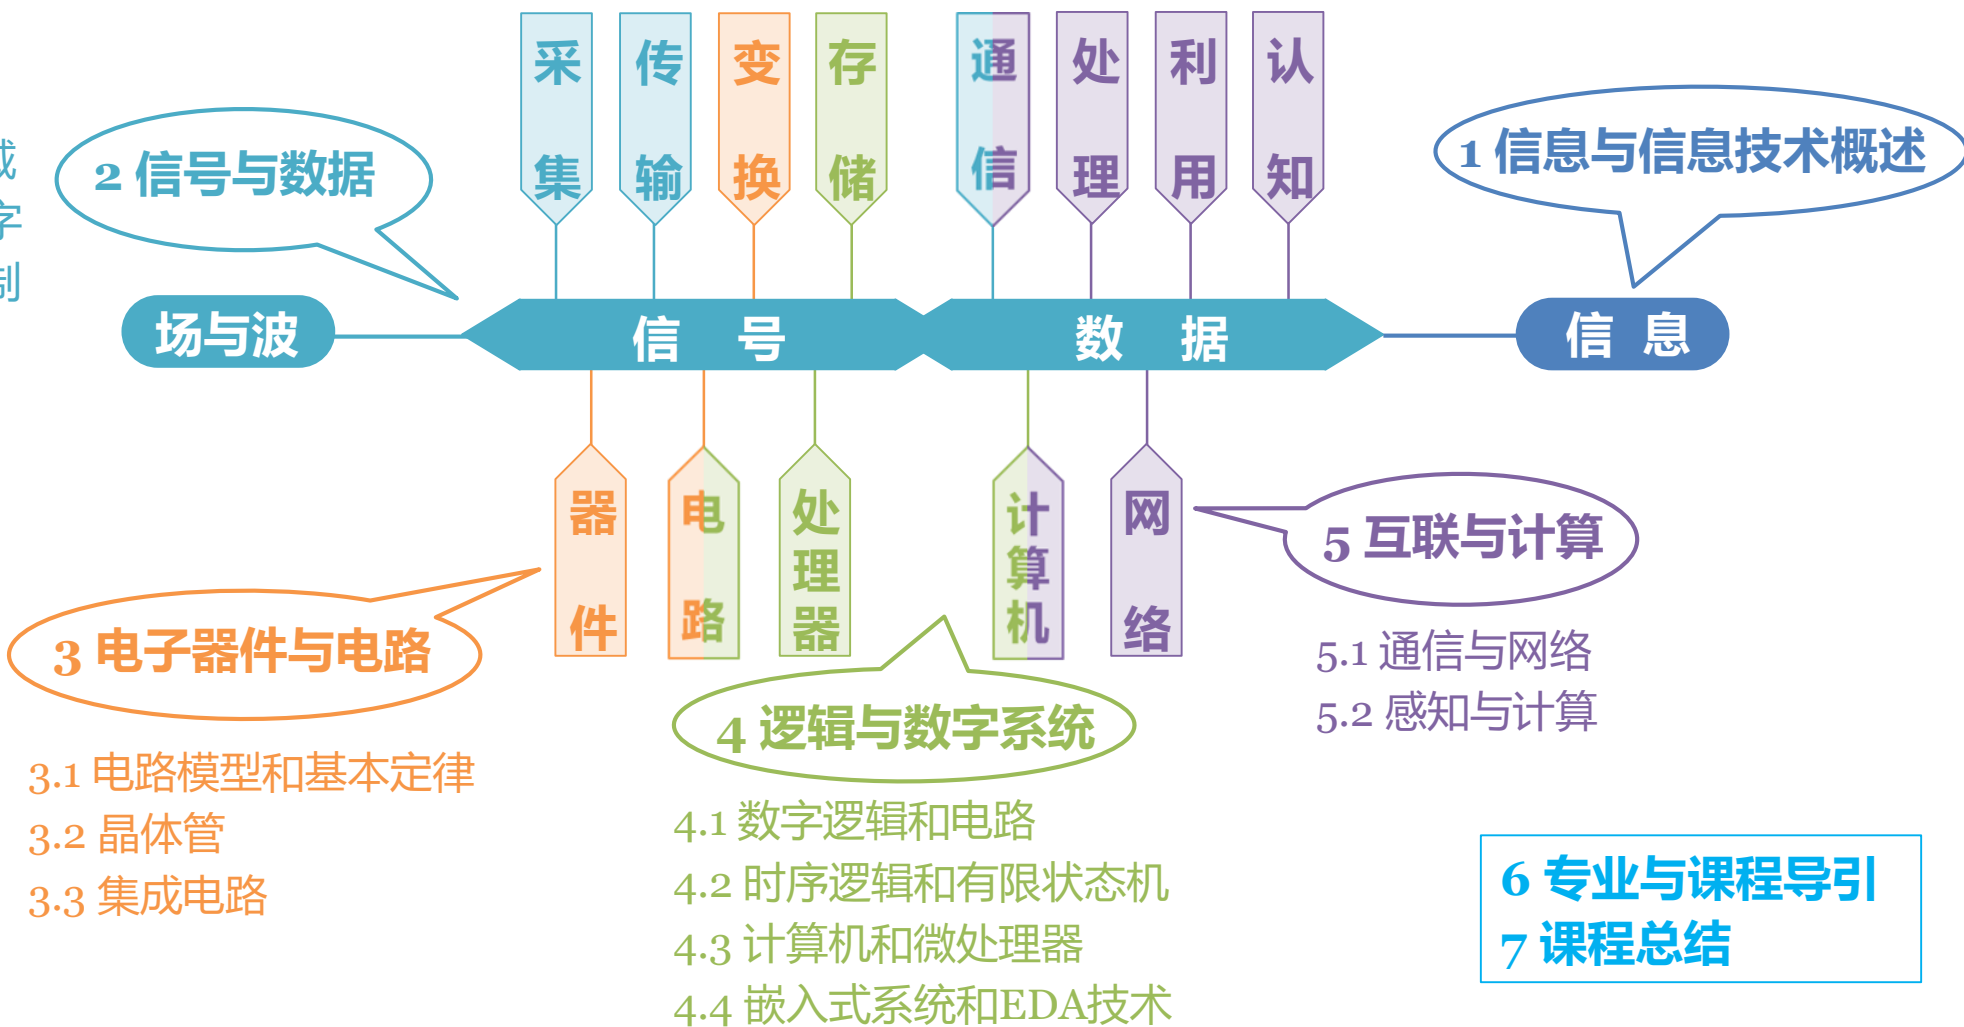 采集
传输
变换
存储
通信
处理
利用
认知
2 信号与数据
1 信息与信息技术概述
字
制
场与波
信 号
数 据
信 息
器件
电路
处理器
计算机
网络
5 互联与计算
5.1 通信与网络
5.2 感知与计算
3 电子器件与电路
3.1 电路模型和基本定律
3.2 晶体管
3.3 集成电路
4 逻辑与数字系统
4.1 数字逻辑和电路
4.2 时序逻辑和有限状态机
4.3 计算机和微处理器
4.4 嵌入式系统和EDA技术
6 专业与课程导引
7 课程总结